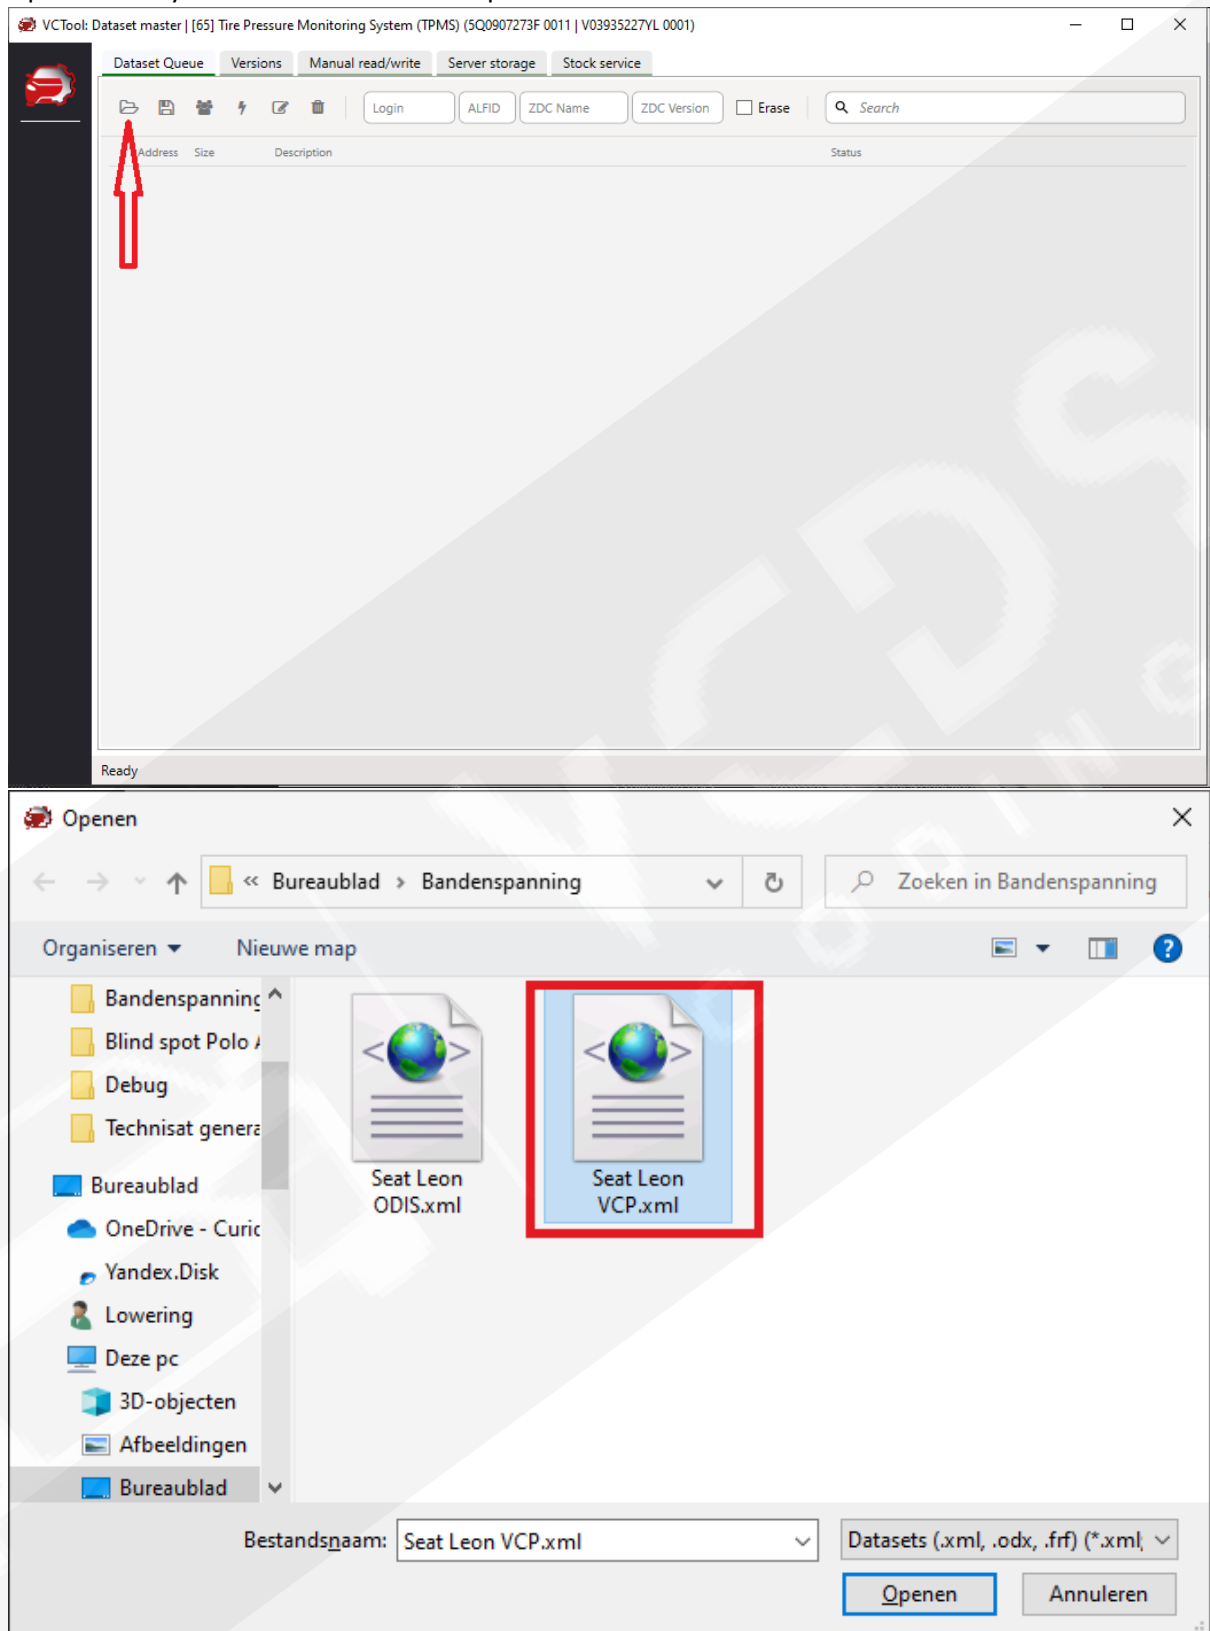 VCTool: Dataset master | [65] Tire Pressure Monitoring System (TPMS) (5Q0907273F 0011 | V03935227YL 0001)
Dataset Queue Versions Manual read/write Server storage Stock service
Login ALFID ZDC Name ZDC Version Erase Search
Address Size Description Status
Ready
Openen
« Bureaublad › Bandenspanning Zoeken in Bandenspanning
Organiseren Nieuwe map
Bandenspanning
Blind spot Polo A
Debug
Technisat genera
Bureaublad
OneDrive - Curic
Yandex.Disk
Lowering
Deze pc
3D-objecten
Afbeeldingen
Bureaublad
Seat Leon
ODIS.xml
Seat Leon
VCP.xml
Bestandsnaam: Seat Leon VCP.xml Datasets (.xml, .odx, .frf) (*.xml;
Openen Annuleren
VCDS
CODING